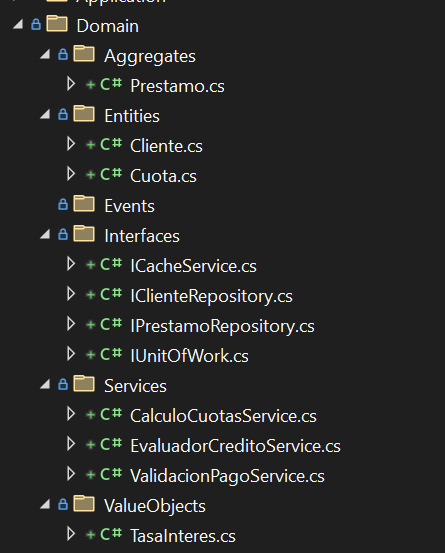 Domain
Aggregates
C# Prestamo.cs
Entities
C# Cliente.cs
C# Cuota.cs
Events
Interfaces
C# ICacheService.cs
C# IClienteRepository.cs
C# IPrestamoRepository.cs
C# IUnitOfWork.cs
Services
C# CalculoCuotasService.cs
C# EvaluadorCreditoService.cs
C# ValidacionPagoService.cs
ValueObjects
C# TasaInteres.cs